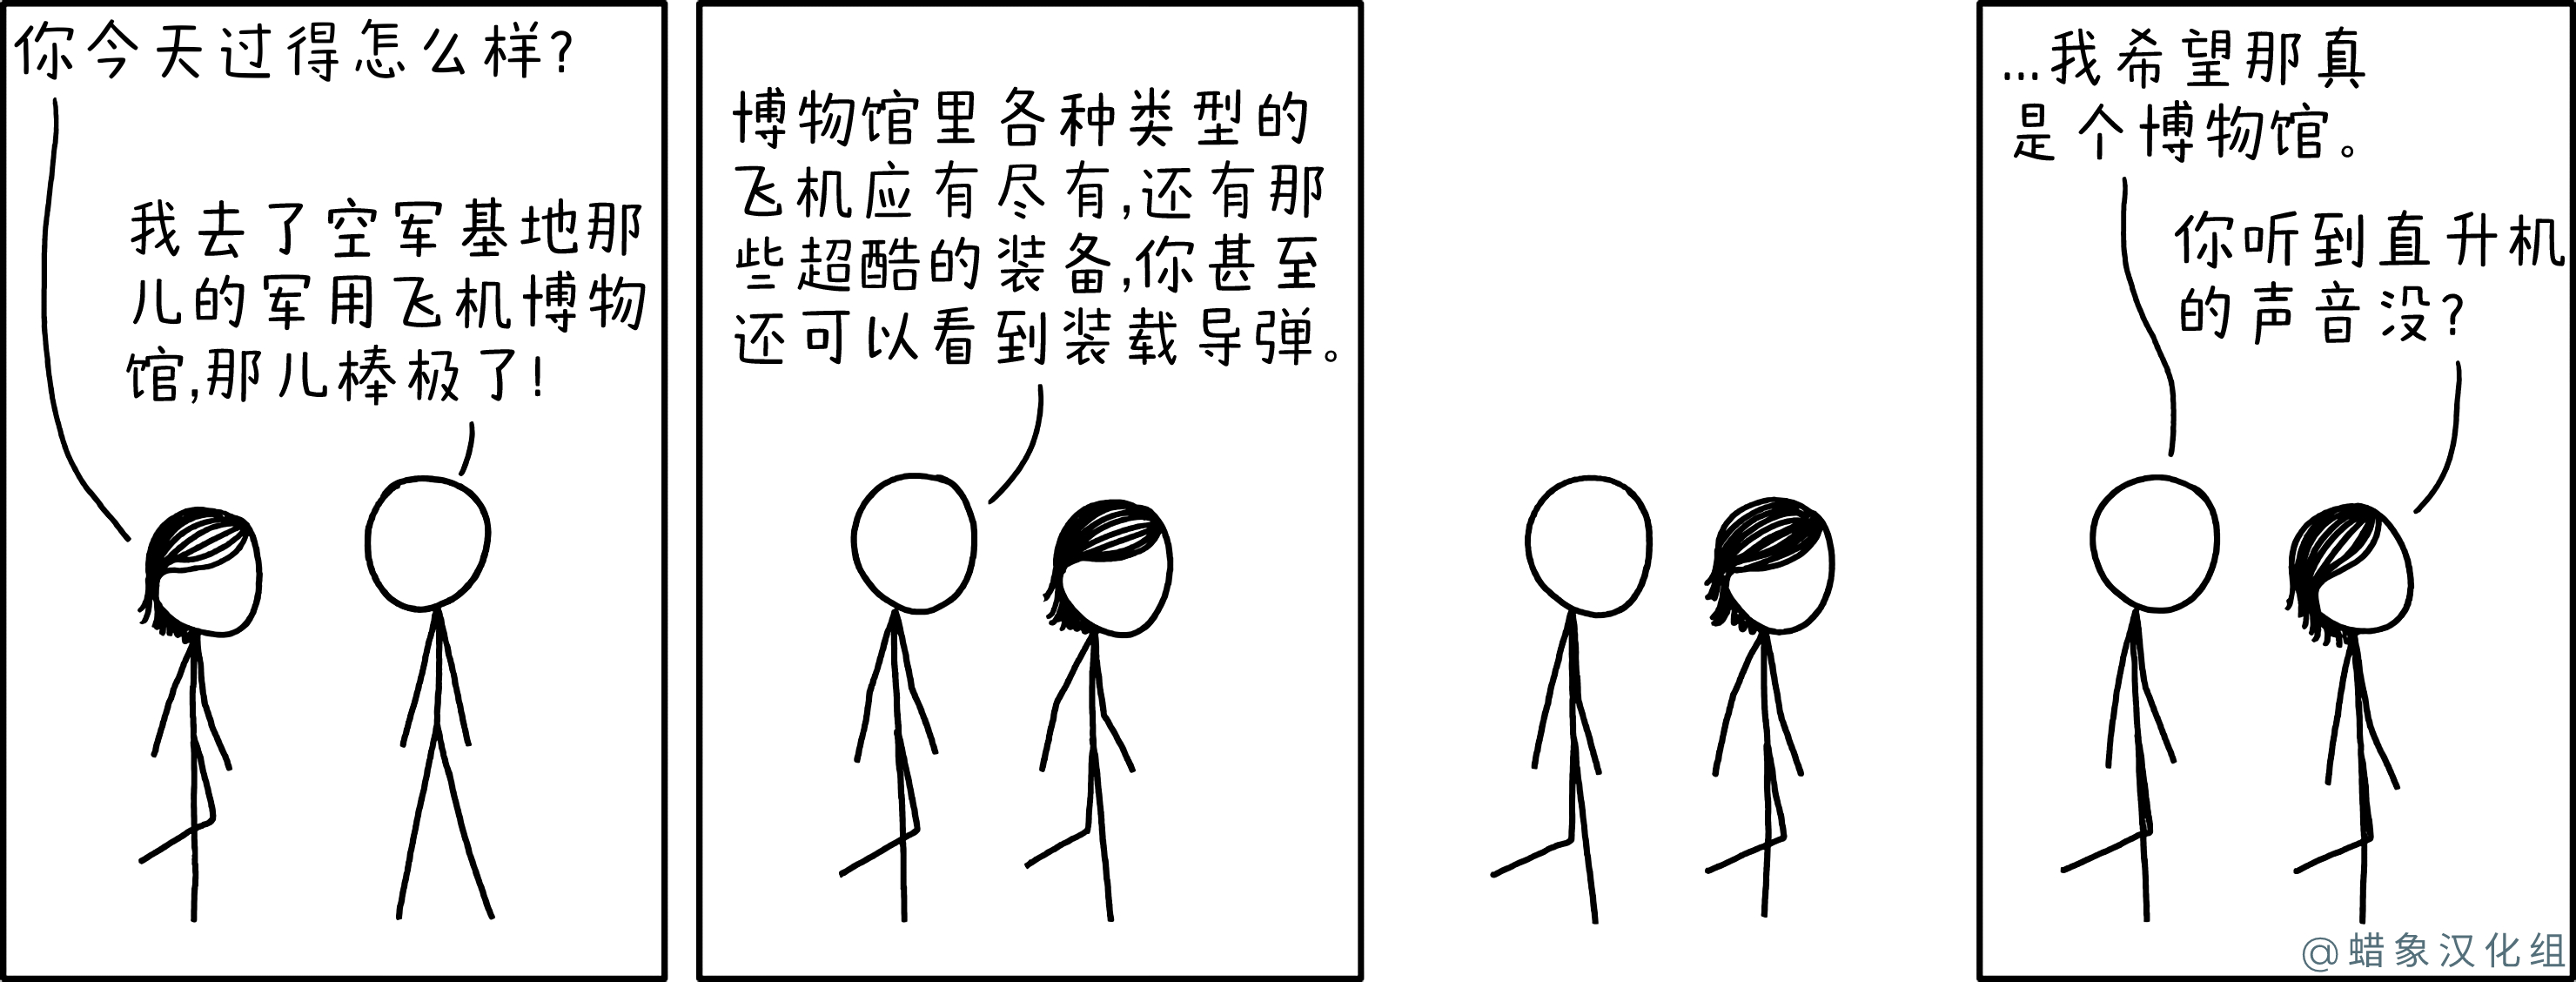 你今天过得怎么样?
我去了空军基地那
儿的军用飞机博物
馆,那儿棒极了!
博物馆里各种类型的
飞机应有尽有,还有那
些超酷的装备,你甚至
还可以看到装载导弹。
...我希望那真
是个博物馆。
你听到直升机
的声音没?
@蜡象汉化组